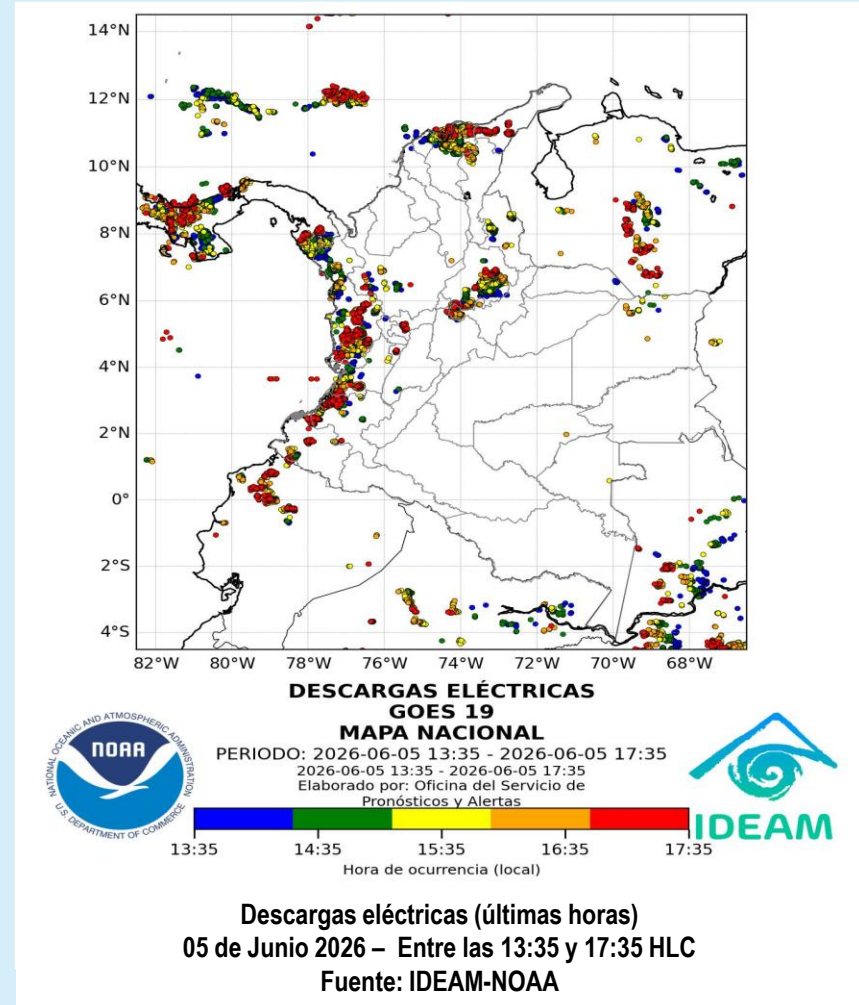 14°N
12°N
10°N
8°N
6°N
4°N
2°N
0°
2°S
4°S
82°W 80°W 78°W 76°W 74°W 72°W 70°W 68°W
DESCARGAS ELÉCTRICAS
GOES 19
MAPA NACIONAL
PERIODO: 2026-06-05 13:35 - 2026-06-05 17:35
2026-06-05 13:35 - 2026-06-05 17:35
Elaborado por: Oficina del Servicio de
Pronósticos y Alertas
NATIONAL OCEANIC AND ATMOSPHERIC ADMINISTRATION
NOAA
U.S. DEPARTMENT OF COMMERCE
IDEAM
13:35 14:35 15:35 16:35 17:35
Hora de ocurrencia (local)
Descargas eléctricas (últimas horas)
05 de Junio 2026 – Entre las 13:35 y 17:35 HLC
Fuente: IDEAM-NOAA